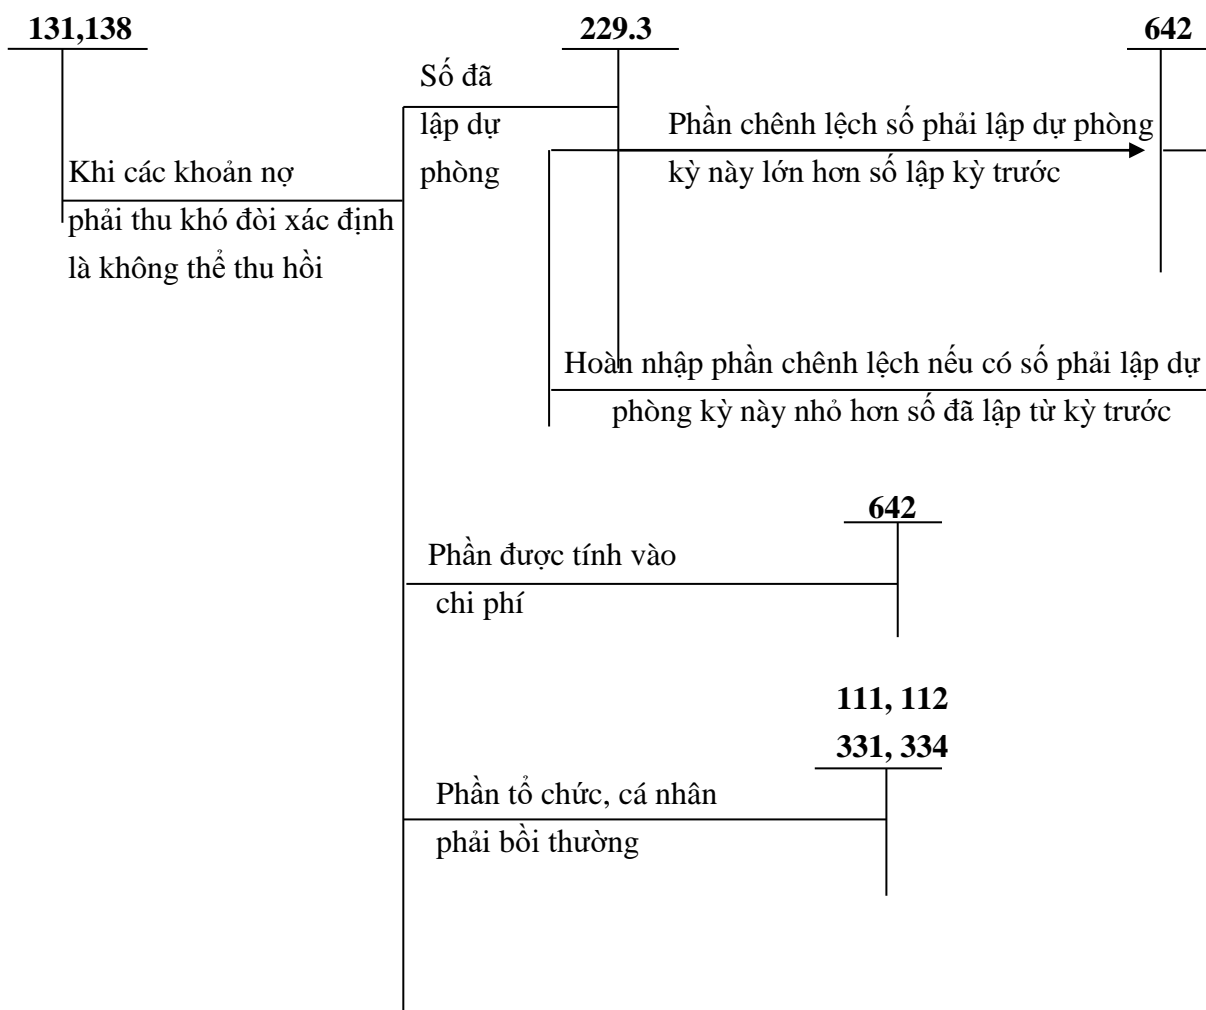 131,138
229.3
642
Số đã
lập dự
phòng
Phần chênh lệch số phải lập dự phòng
kỳ này lớn hơn số lập kỳ trước
Khi các khoản nợ
phải thu khó đòi xác định
là không thể thu hồi
Hoàn nhập phần chênh lệch nếu có số phải lập dự
phòng kỳ này nhỏ hơn số đã lập từ kỳ trước
642
Phần được tính vào
chi phí
111, 112
331, 334
Phần tổ chức, cá nhân
phải bồi thường